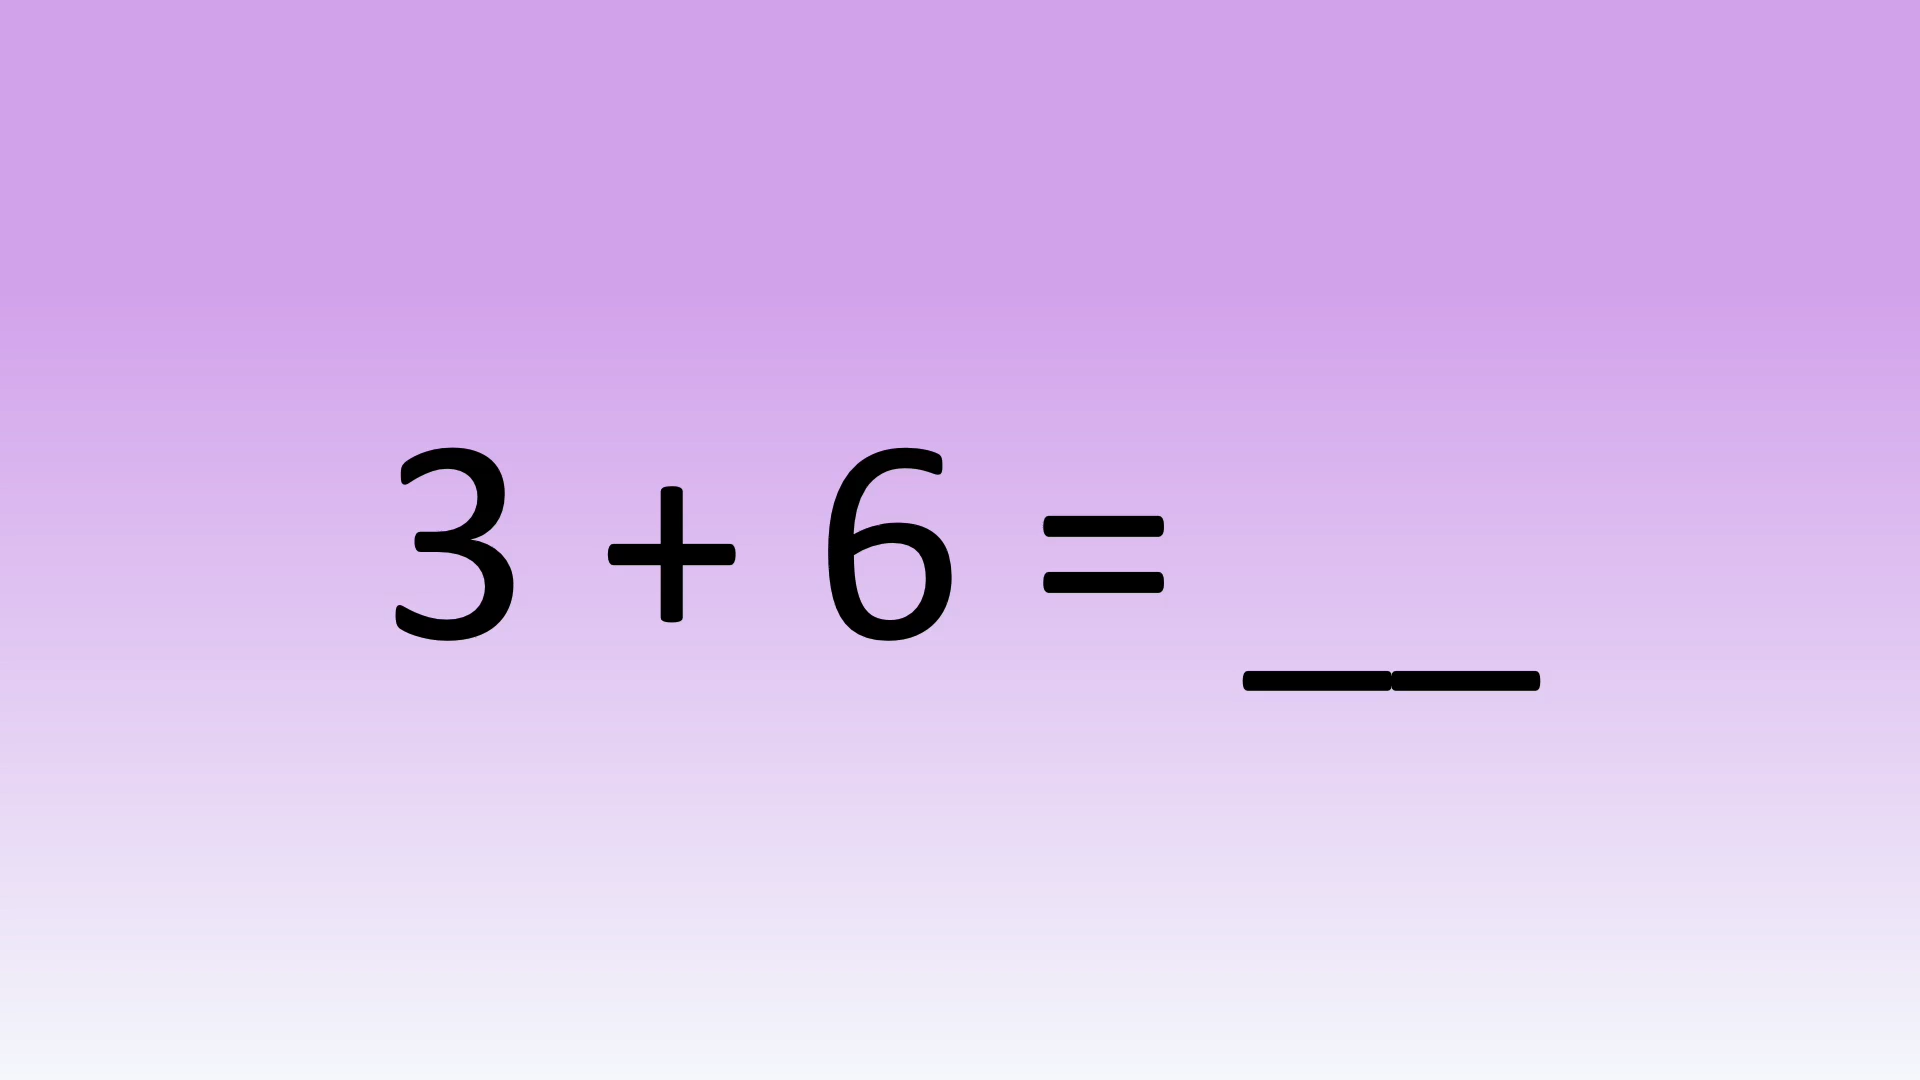 3 + 6 = __